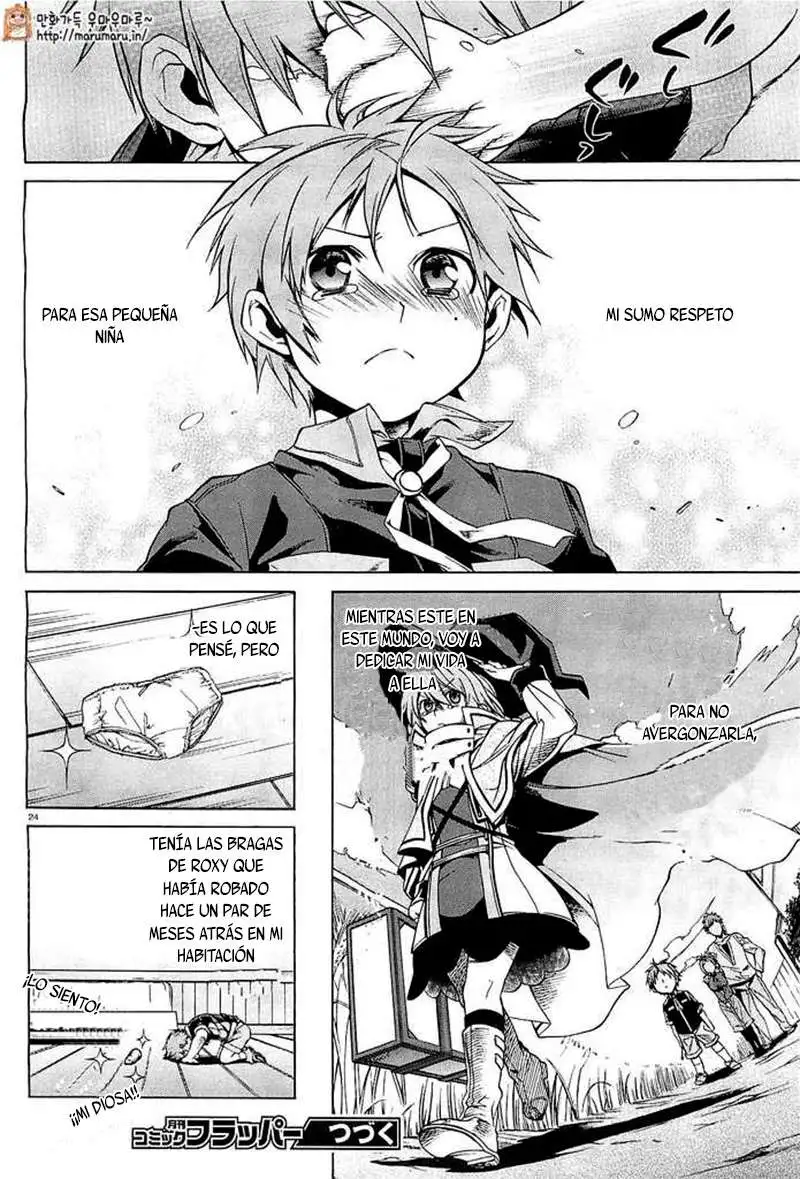 만화가득 우마우마루~
http://marumaru.in/
PARA ESA PEQUEÑA
NIÑA
MI SUMO RESPETO
-ES LO QUE
PENSÉ, PERO
MIENTRAS ESTE EN
ESTE MUNDO, VOY A
DEDICAR MI VIDA
A ELLA
PARA NO
AVERGONZARLA,
24
TENÍA LAS BRAGAS
DE ROXY QUE
HABÍA ROBADO
HACE UN PAR DE
MESES ATRÁS EN MI
HABITACIÓN
¡LO SIENTO!
¡¡MI DIOSA!!
月刊
コミックフラッパー つづく